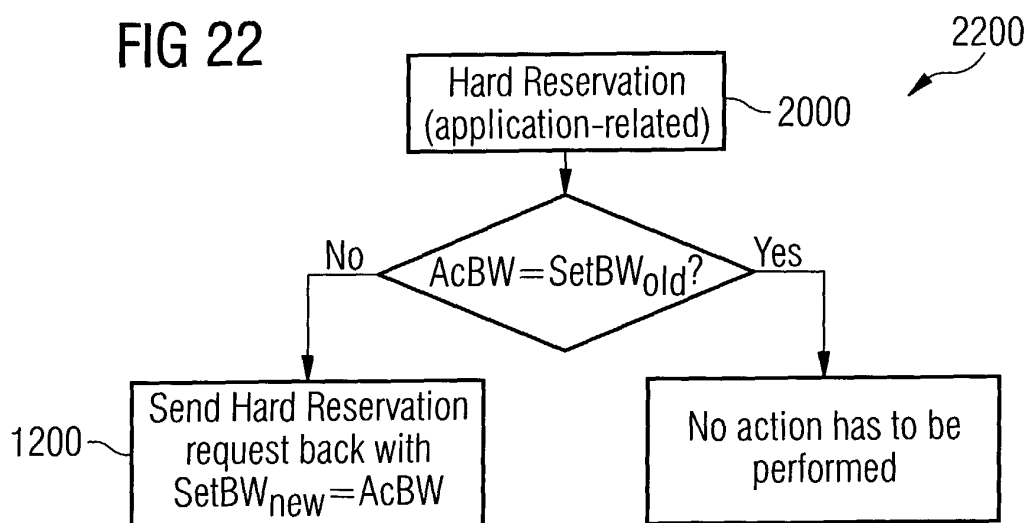 FIG 22
2200
Hard Reservation
(application-related)
2000
No
AcBW=SetBWold?
Yes
1200
Send Hard Reservation
request back with
SetBWnew=AcBW
No action has to be
performed